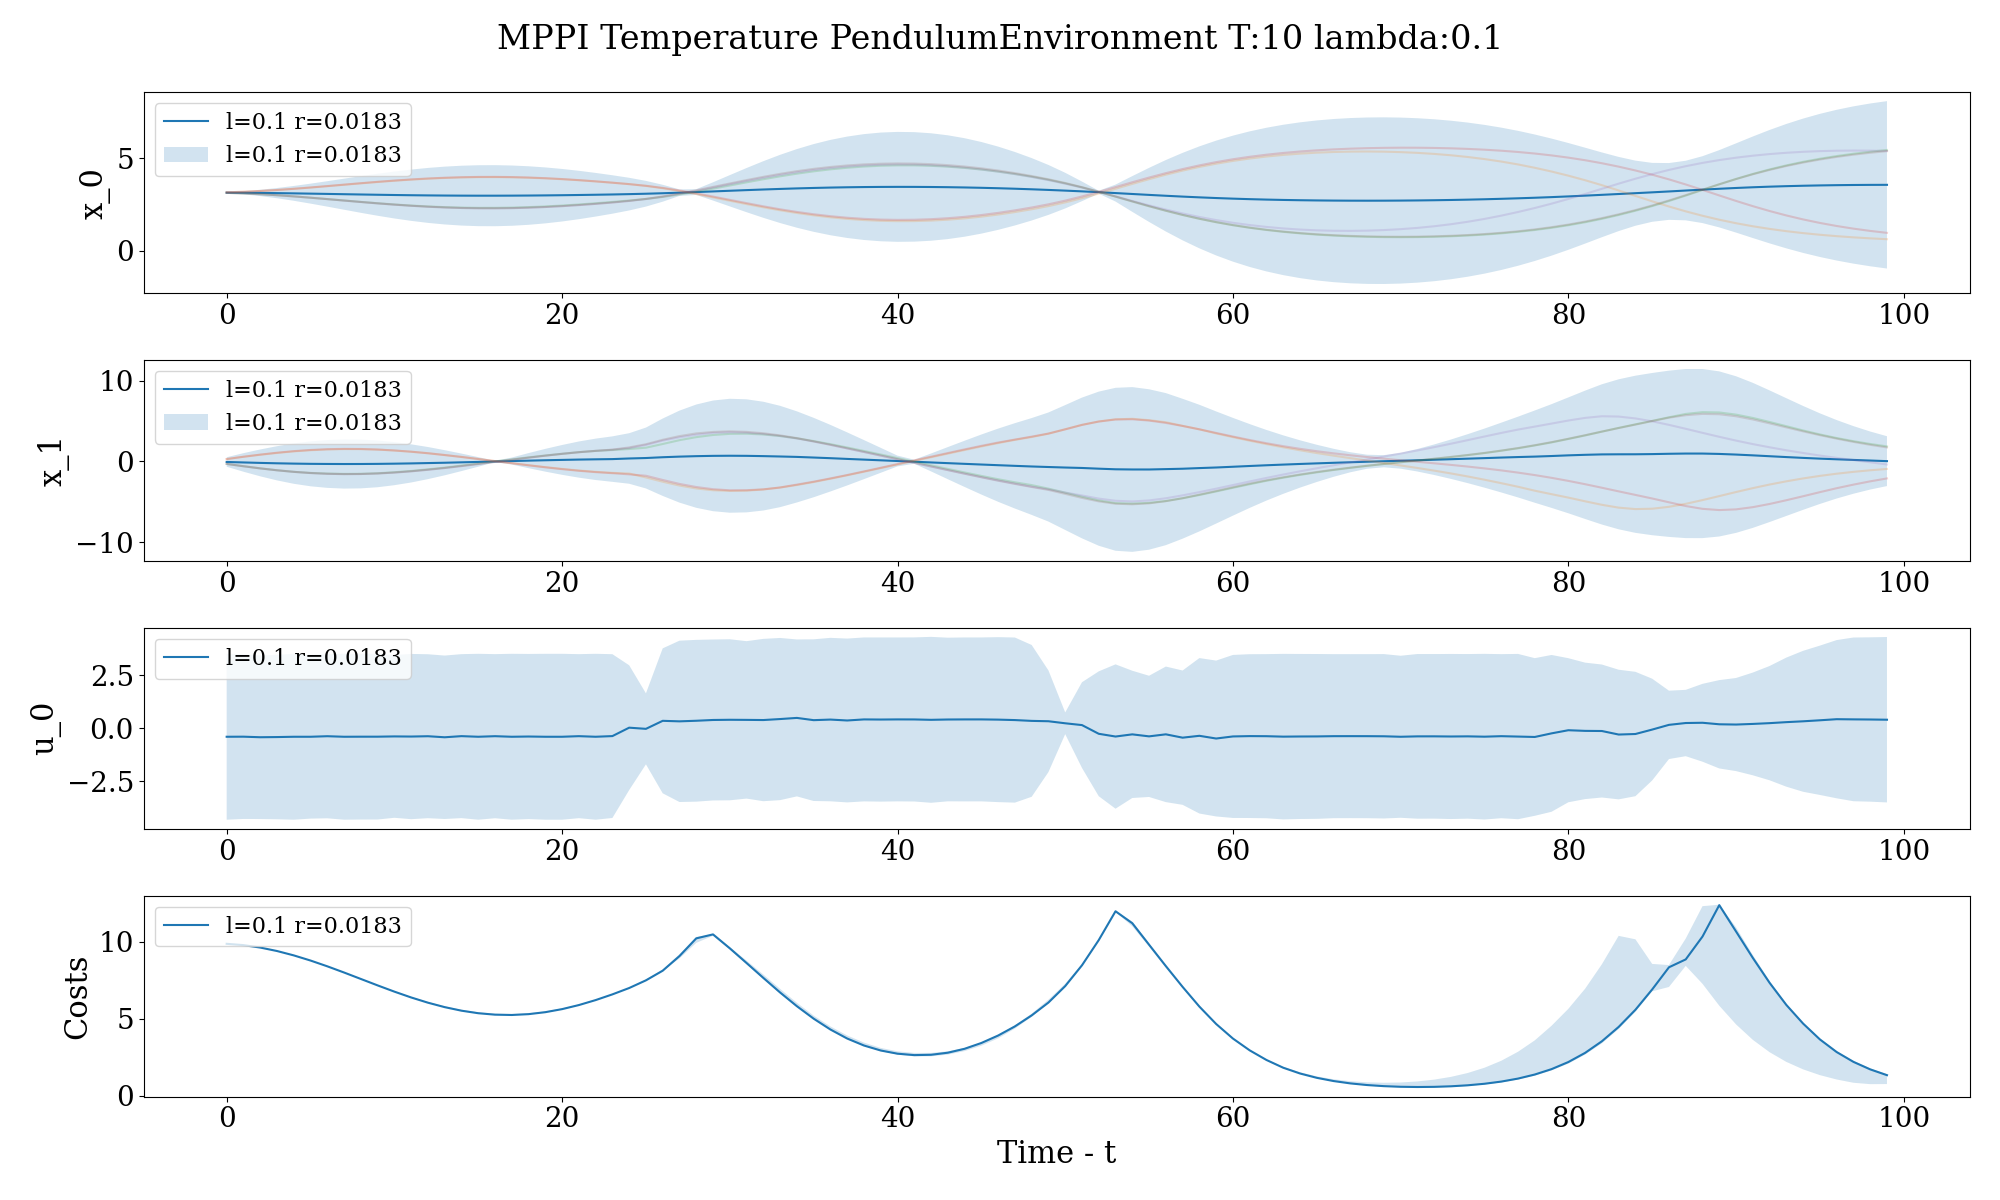 MPPI Temperature PendulumEnvironment T:10 lambda:0.1
x_0
5
0
l=0.1 r=0.0183
l=0.1 r=0.0183
0 20 40 60 80 100
x_1
10
0
−10
l=0.1 r=0.0183
l=0.1 r=0.0183
0 20 40 60 80 100
u_0
2.5
0.0
−2.5
l=0.1 r=0.0183
0 20 40 60 80 100
Costs
10
5
0
l=0.1 r=0.0183
0 20 40 60 80 100
Time - t